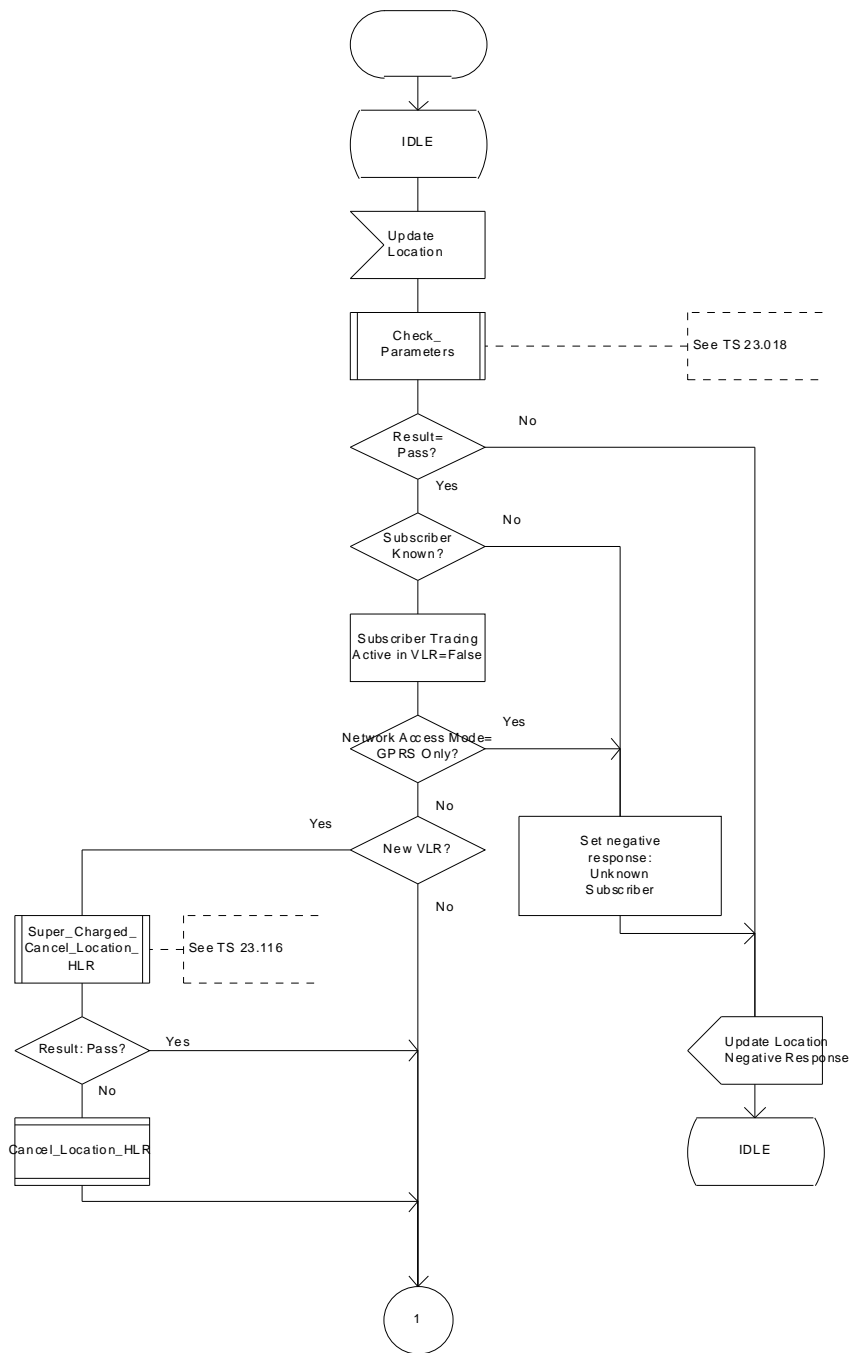 IDLE
Update
Location
Check_
Parameters
See TS 23.018
Result=
Pass?
No
Yes
Subscriber
Known?
No
Subscriber Tracing
Active in VLR=False
Network Access Mode=
GPRS Only?
Yes
No
Yes
New VLR?
No
Set negative
response:
Unknown
Subscriber
Super_Charged_
Cancel_Location_
HLR
See TS 23.116
Result: Pass?
Yes
No
Update Location
Negative Response
Cancel_Location_HLR
IDLE
1